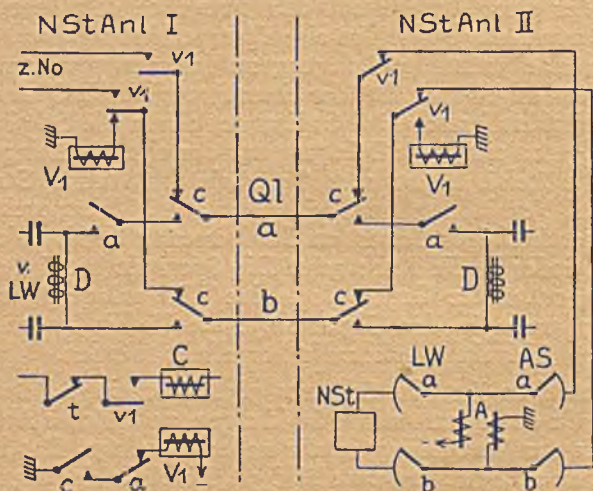 NStAnl I
NStAnl II
v1
z.No
v1
v1
v1
V1
V1
c
Ql
c
a
a
a
v.
LW
D
D
c
b
c
C
t
v1
LW
AS
a
a
NSt
A
-
c
a
V1
-
b
b